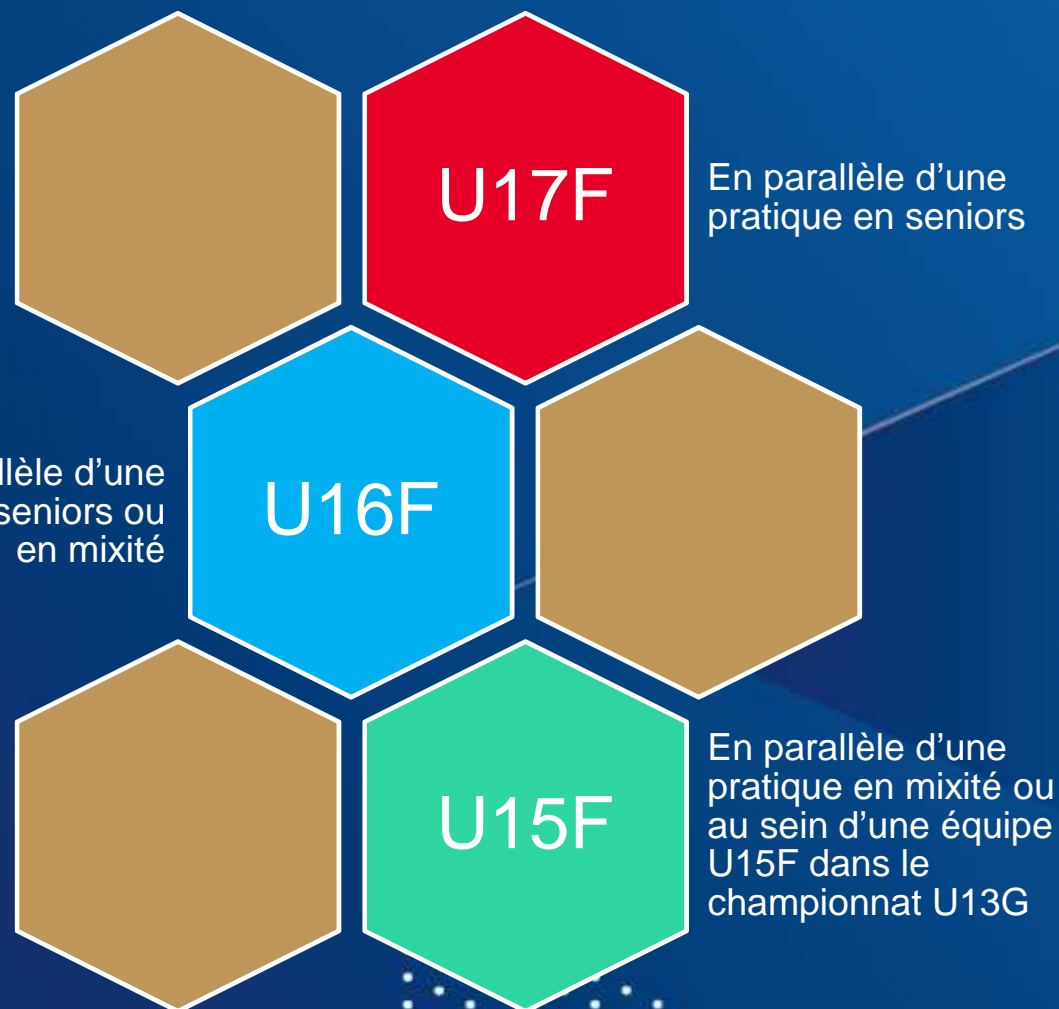 U17F
En parallèle d’une
pratique en seniors
d’une
seniors ou
en mixité
U16F
U15F
En parallèle d’une
pratique en mixité ou
au sein d’une équipe
U15F dans le
championnat U13G